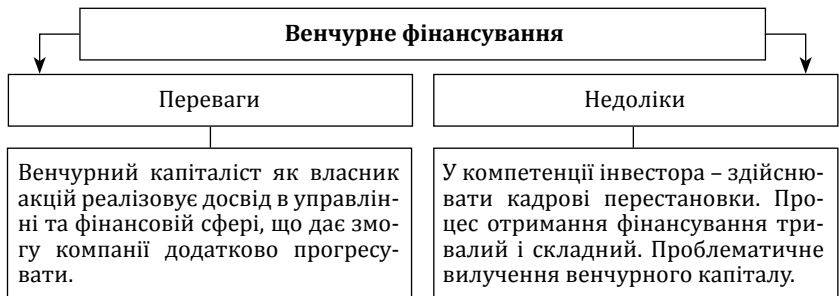 Венчурне фінансування
Переваги
Недоліки
Венчурний капіталіст як власник
акцій реалізовує досвід в управлін-
ні та фінансовій сфері, що дає змо-
гу компанії додатково прогресу-
вати.
У компетенції інвестора – здійсню-
вати кадрові перестановки. Про-
цес отримання фінансування три-
валий і складний. Проблематичне
вилучення венчурного капіталу.